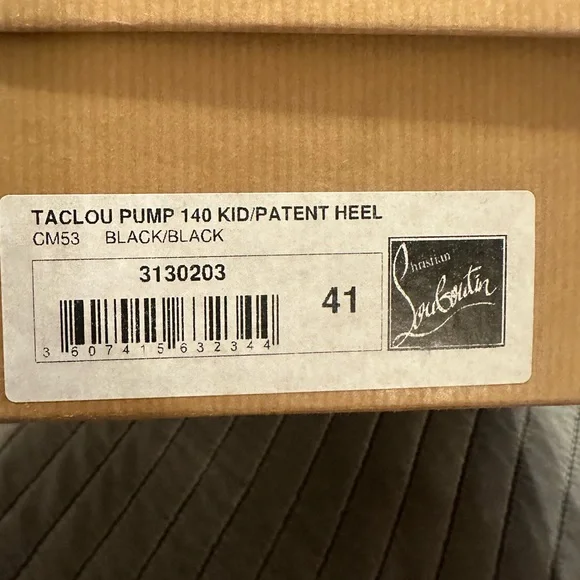 TACLOU PUMP 140 KID/PATENT HEEL
CM53 BLACK/BLACK
3130203
41
3 607415 632344
Christian
Louboutin